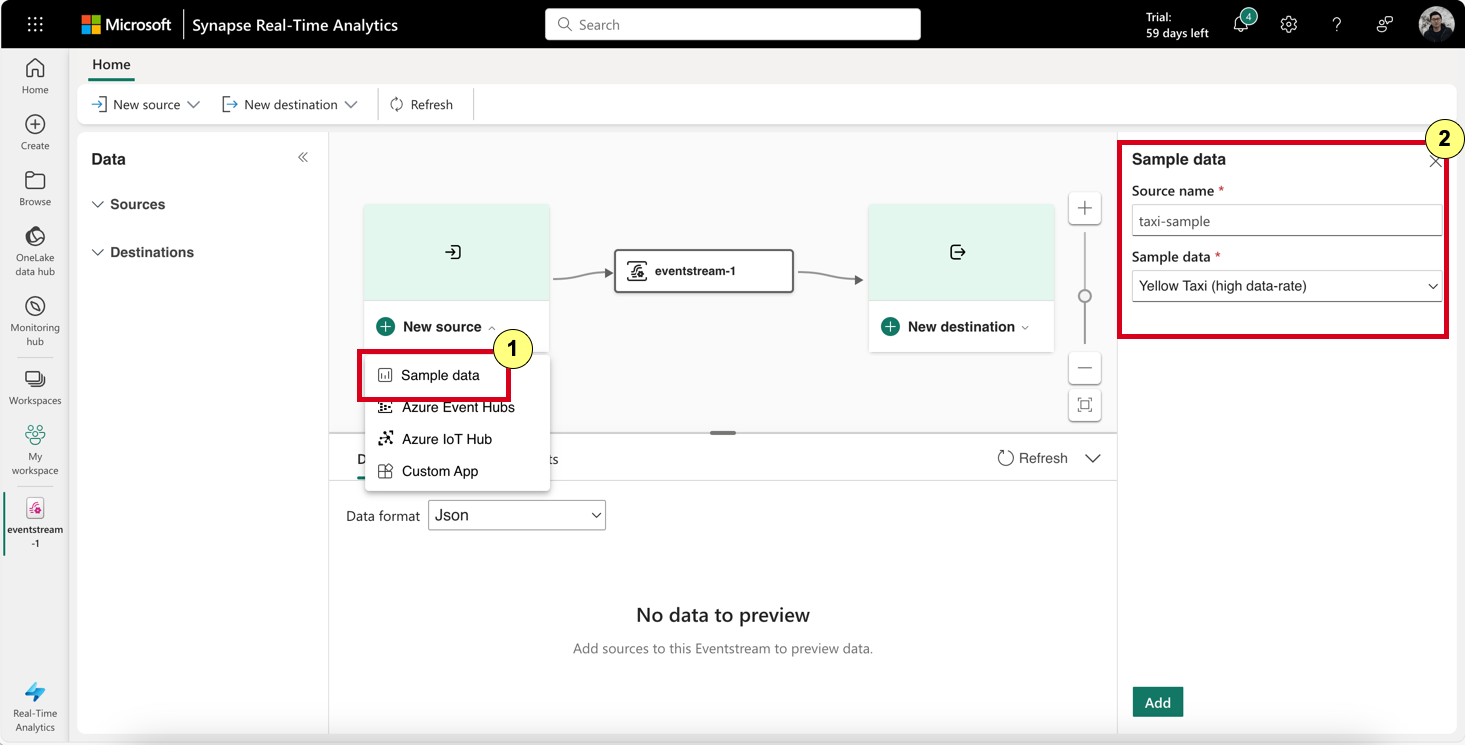 Microsoft
Synapse Real-Time Analytics
Search
Trial:
59 days left
4
?
Home
Home
Create
Browse
OneLake
data hub
Monitoring
hub
Workspaces
My
workspace
eventstream
-1
Real-Time
Analytics
New source
New destination
Refresh
Data
Sources
Destinations
eventstream-1
New source
New destination
1
Sample data
Azure Event Hubs
Azure IoT Hub
Custom App
D
ts
Refresh
Data format
Json
No data to preview
Add sources to this Eventstream to preview data.
2
Sample data
Source name *
taxi-sample
Sample data *
Yellow Taxi (high data-rate)
Add